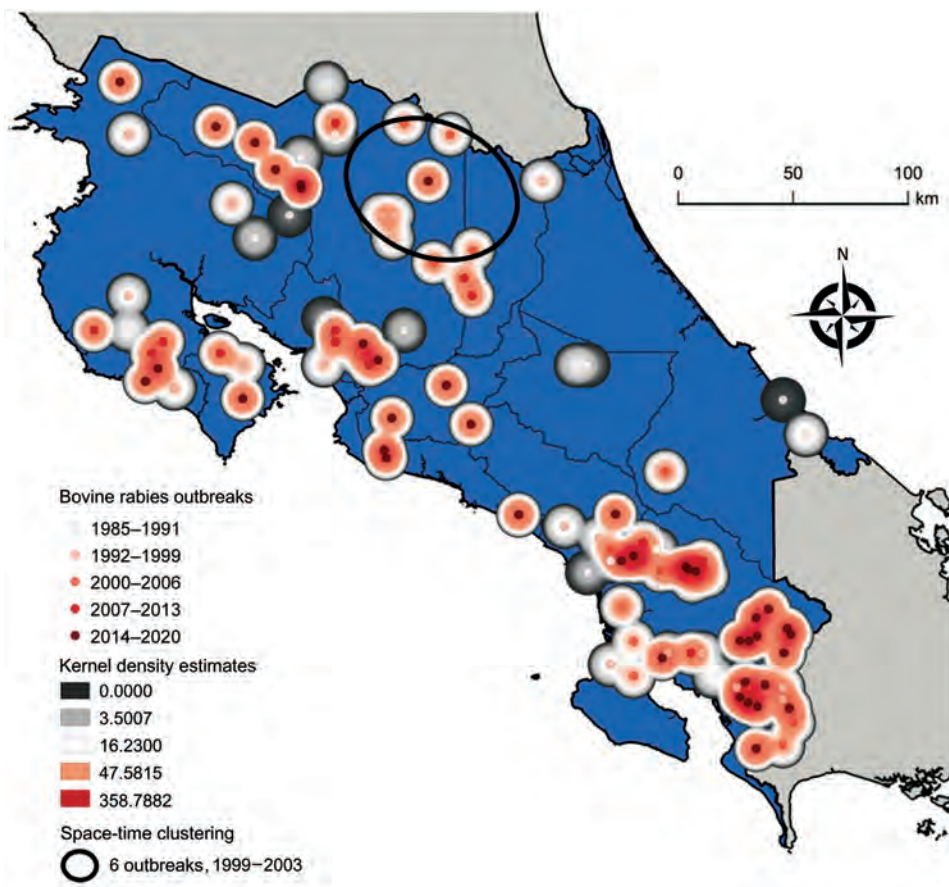 0 50 100
km
N
Bovine rabies outbreaks
1985–1991
1992–1999
2000–2006
2007–2013
2014–2020
Kernel density estimates
0.0000
3.5007
16.2300
47.5815
358.7882
Space-time clustering
6 outbreaks, 1999–2003